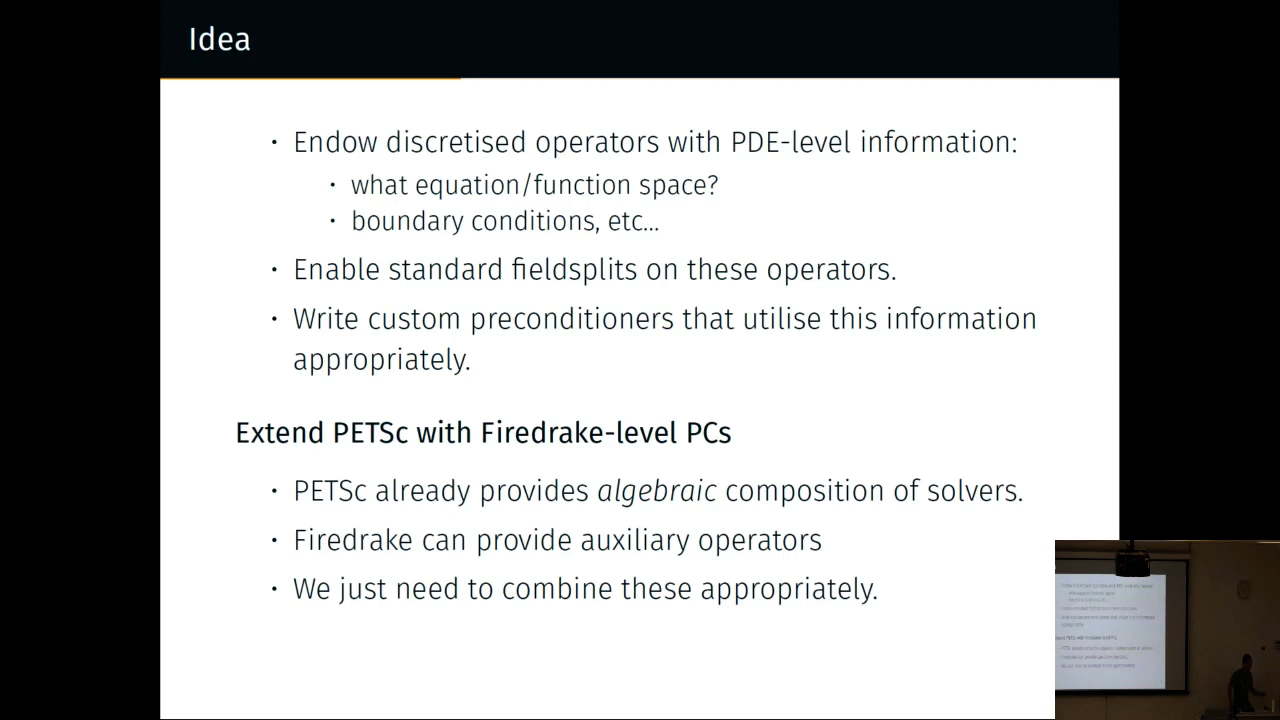 Idea
• Endow discretised operators with PDE-level information:
• what equation/function space?
• boundary conditions, etc...
• Enable standard fieldsplits on these operators.
• Write custom preconditioners that utilise this information
appropriately.
Extend PETSc with Firedrake-level PCs
• PETSc already provides algebraic composition of solvers.
• Firedrake can provide auxiliary operators
• We just need to combine these appropriately.